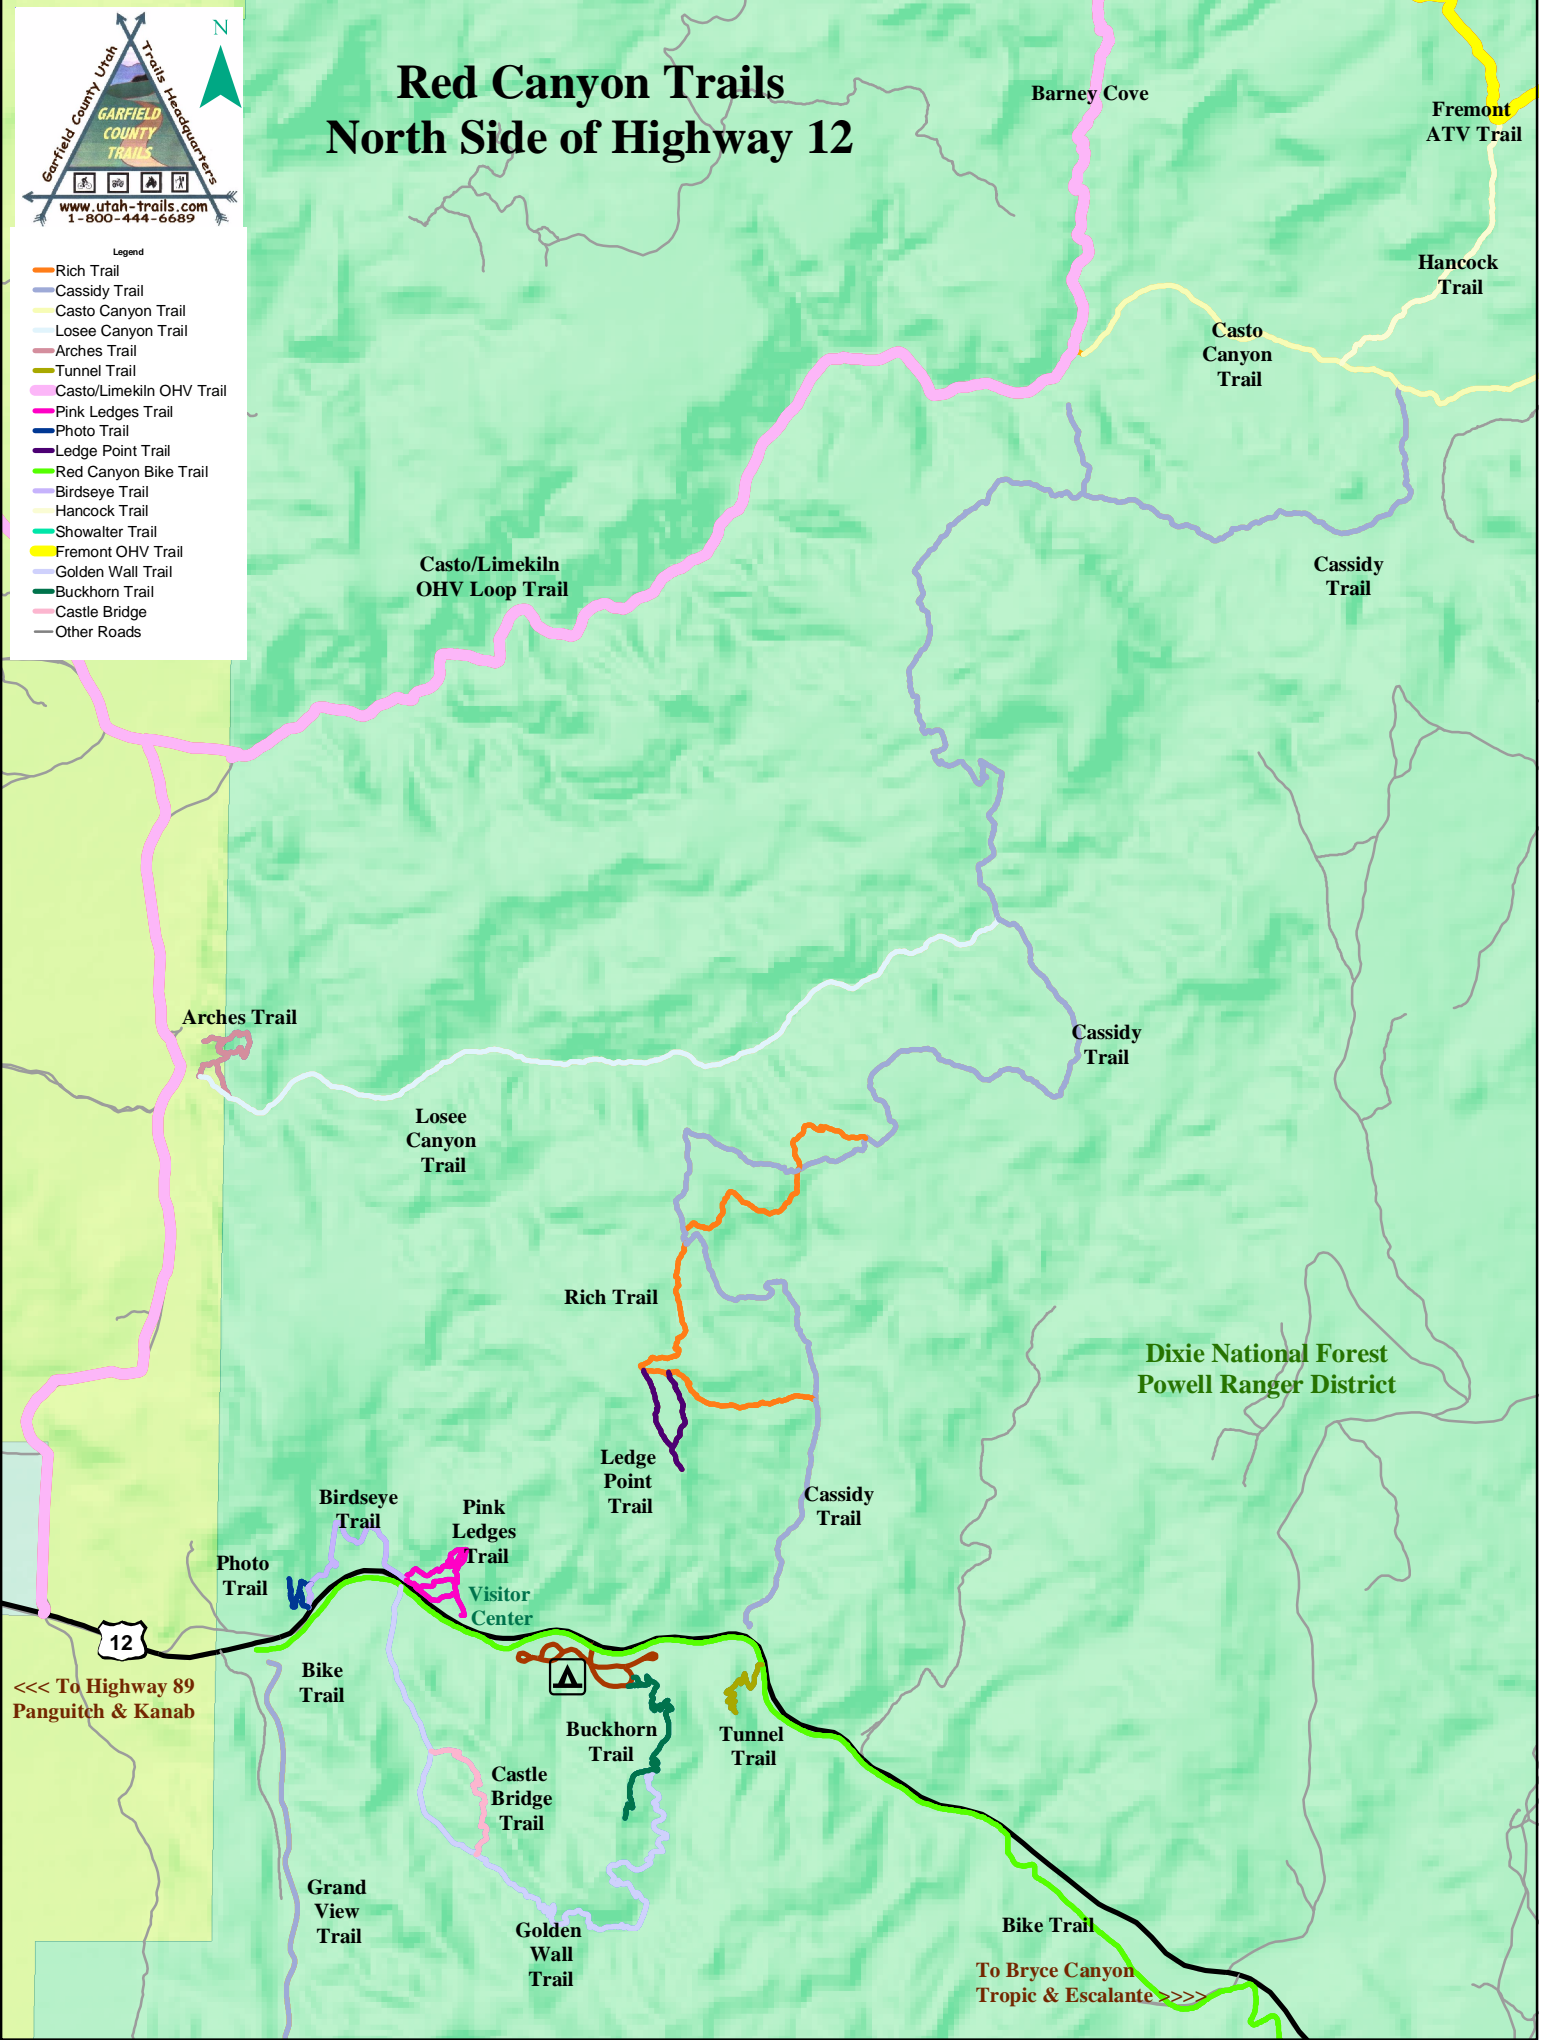 Garfield County Utah
Trails Headquarters
GARFIELD
COUNTY
TRAILS
www.utah-trails.com
1-800-444-6689
N
Red Canyon Trails
North Side of Highway 12
Legend
Rich Trail
Cassidy Trail
Casto Canyon Trail
Losee Canyon Trail
Arches Trail
Tunnel Trail
Casto/Limekiln OHV Trail
Pink Ledges Trail
Photo Trail
Ledge Point Trail
Red Canyon Bike Trail
Birdseye Trail
Hancock Trail
Showalter Trail
Fremont OHV Trail
Golden Wall Trail
Buckhorn Trail
Castle Bridge
Other Roads
Barney Cove
Fremont
ATV Trail
Hancock
Trail
Casto
Canyon
Trail
Casto/Limekiln
OHV Loop Trail
Cassidy
Trail
Arches Trail
Cassidy
Trail
Losee
Canyon
Trail
Rich Trail
Dixie National Forest
Powell Ranger District
Ledge
Point
Trail
Cassidy
Trail
Birdseye
Trail
Pink
Ledges
Trail
Photo
Trail
Visitor
Center
12
<<< To Highway 89
Panguitch & Kanab
Bike
Trail
Buckhorn
Trail
Tunnel
Trail
Castle
Bridge
Trail
Grand
View
Trail
Golden
Wall
Trail
Bike Trail
To Bryce Canyon
Tropic & Escalante >>>>